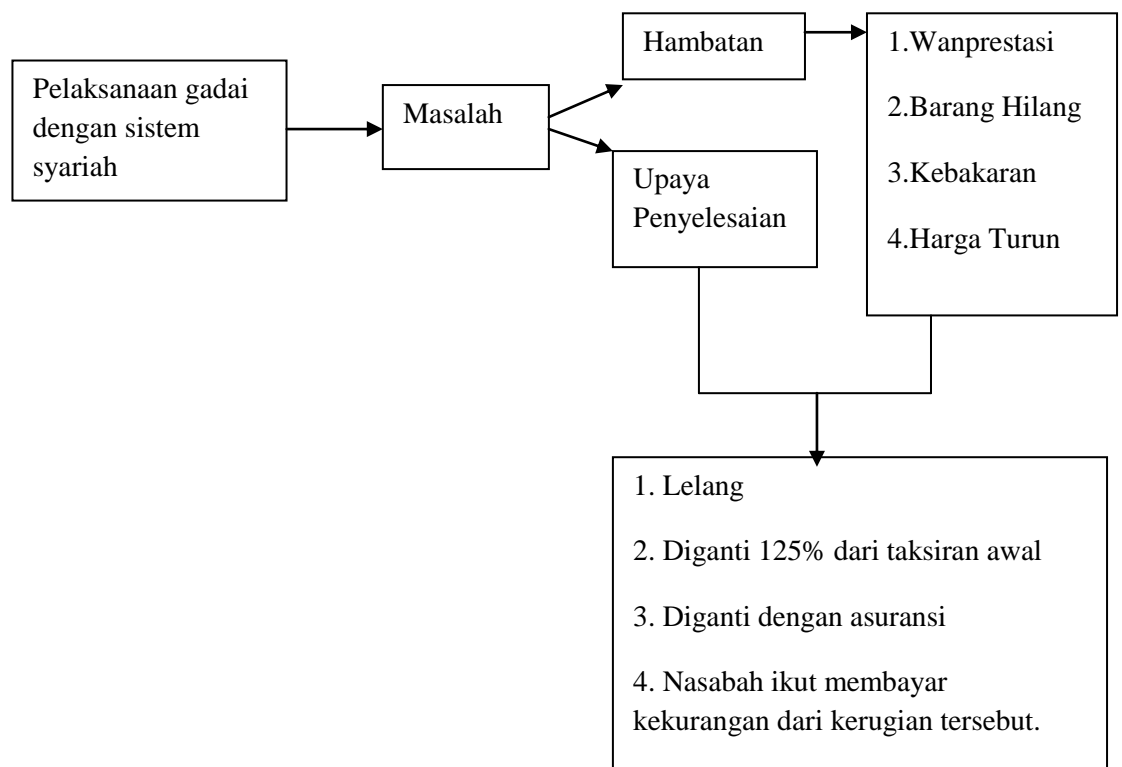 Pelaksanaan gadai
dengan sistem
syariah
Masalah
Hambatan
Upaya
Penyelesaian
1.Wanprestasi
2.Barang Hilang
3.Kebakaran
4.Harga Turun
1. Lelang
2. Diganti 125% dari taksiran awal
3. Diganti dengan asuransi
4. Nasabah ikut membayar
kekurangan dari kerugian tersebut.